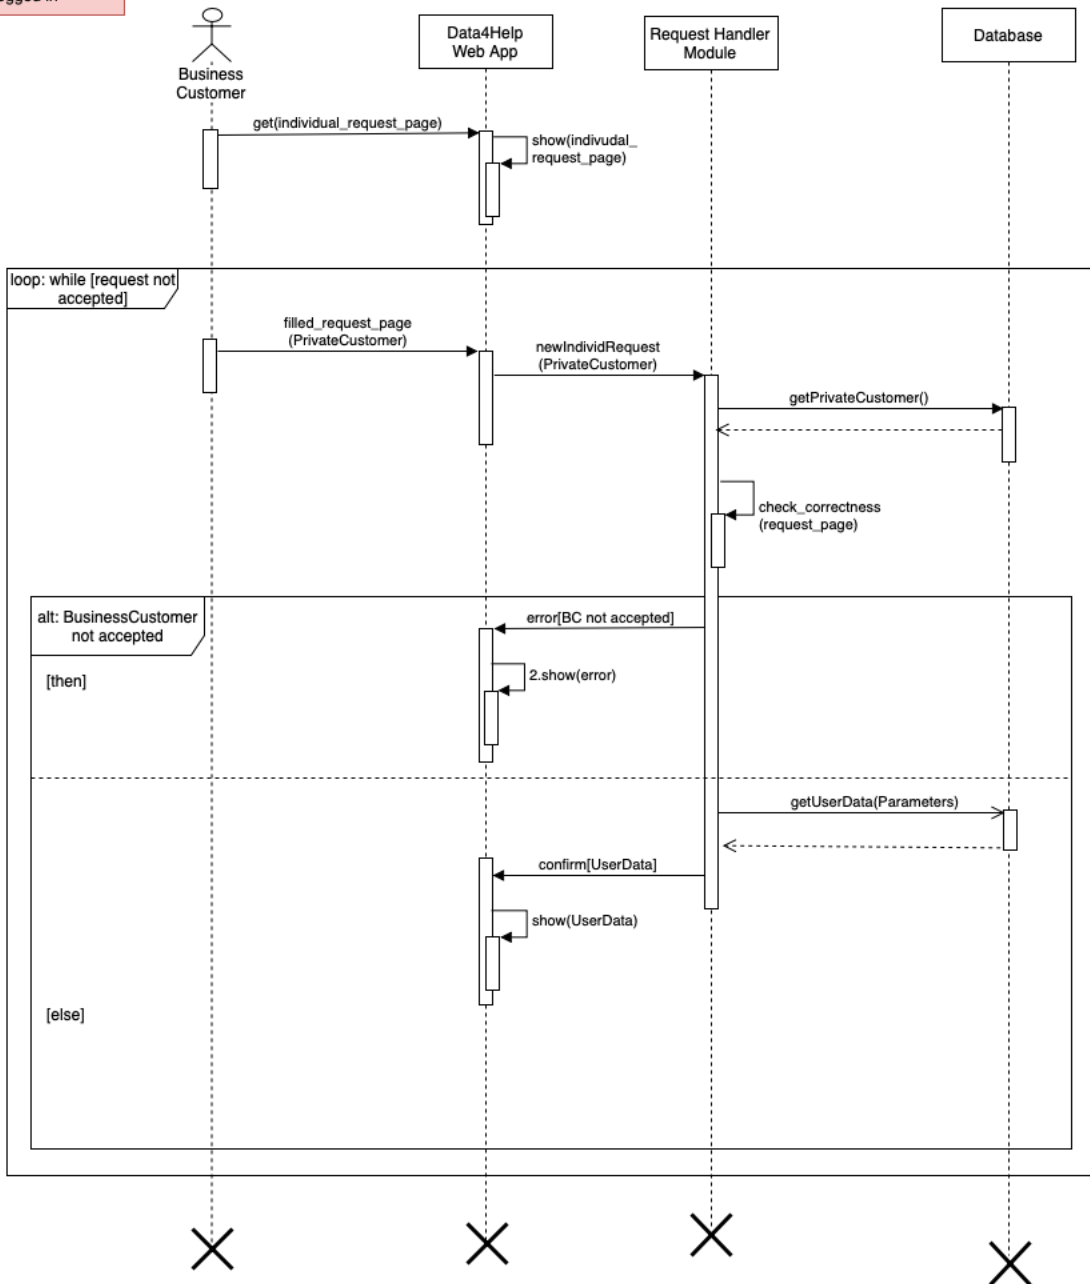 Business
Customer
Data4Help
Web App
Request Handler
Module
Database
get(individual_request_page)
show(indivudal_
request_page)
loop: while [request not
accepted]
filled_request_page
(PrivateCustomer)
newIndividRequest
(PrivateCustomer)
getPrivateCustomer()
check_correctness
(request_page)
alt: BusinessCustomer
not accepted
error[BC not accepted]
[then]
2.show(error)
getUserData(Parameters)
confirm[UserData]
show(UserData)
[else]